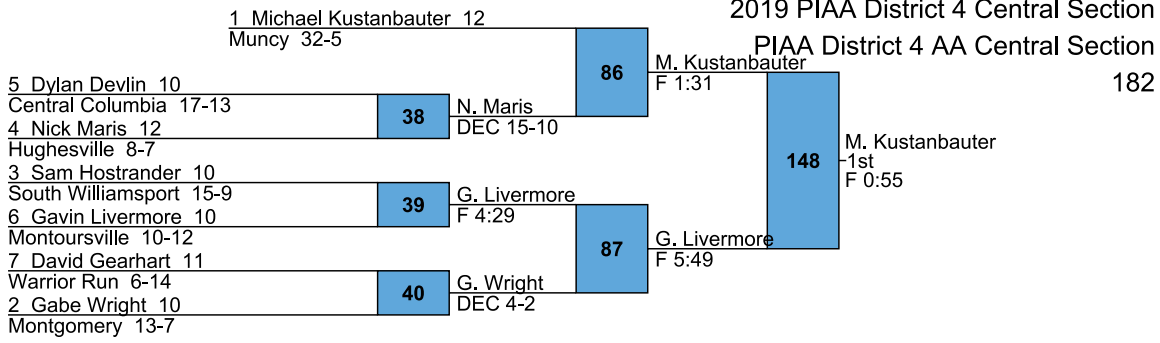 2019 PIAA District 4 Central Section
PIAA District 4 AA Central Section
182
1 Michael Kustanbauter 12
Muncy 32-5
5 Dylan Devlin 10
Central Columbia 17-13
4 Nick Maris 12
Hughesville 8-7
3 Sam Hostrander 10
South Williamsport 15-9
6 Gavin Livermore 10
Montoursville 10-12
7 David Gearhart 11
Warrior Run 6-14
2 Gabe Wright 10
Montgomery 13-7
38
39
40
N. Maris
DEC 15-10
G. Livermore
F 4:29
G. Wright
DEC 4-2
86
87
M. Kustanbauter
F 1:31
G. Livermore
F 5:49
148
M. Kustanbauter
1st
F 0:55